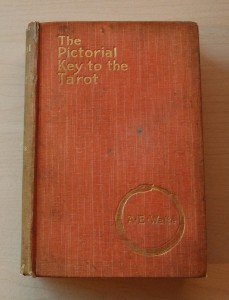 The
Pictorial
Key to the
Tarot
A·E·Waite